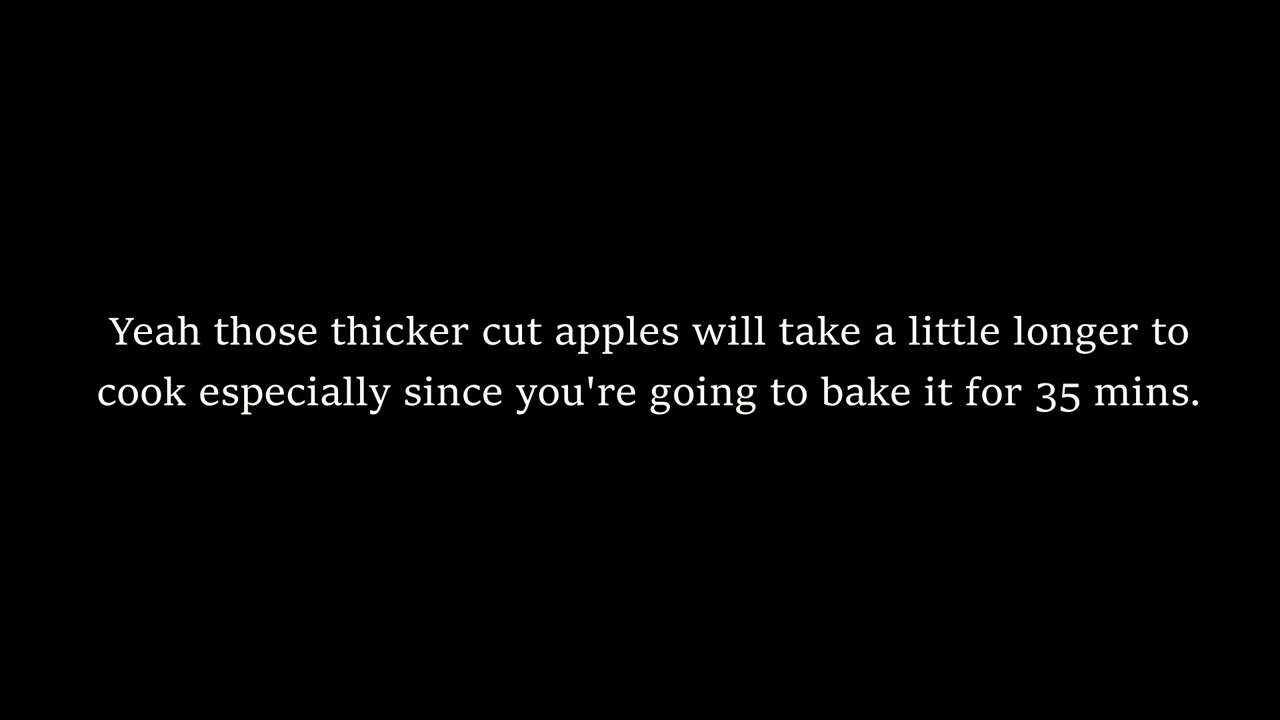 Yeah those thicker cut apples will take a little longer to
cook especially since you're going to bake it for 35 mins.